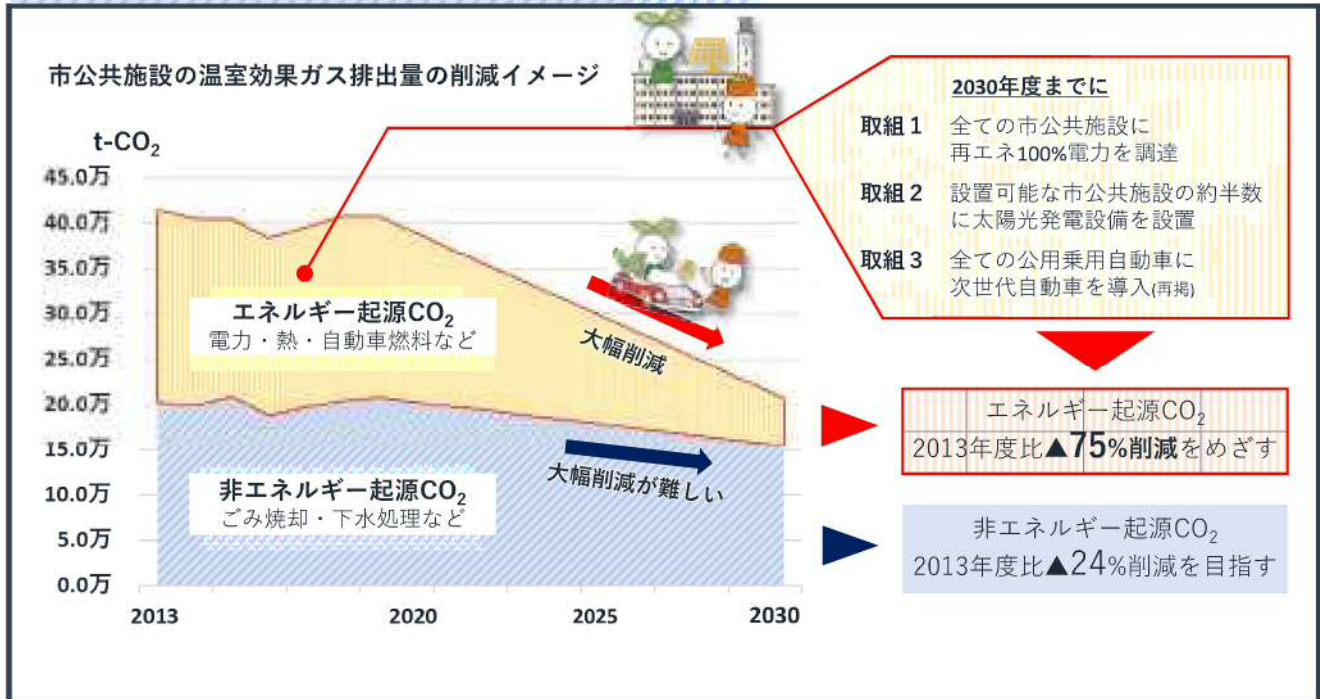 市公共施設の温室効果ガス排出量の削減イメージ
t-CO₂
45.0万
40.0万
35.0万
30.0万
25.0万
20.0万
15.0万
10.0万
5.0万
0.0万
2013
2020
2025
2030
エネルギー起源CO₂
電力・熱・自動車燃料など
大幅削減
非エネルギー起源CO₂
ごみ焼却・下水処理など
大幅削減が難しい
2030年度までに
取組1 全ての市公共施設に
再エネ100%電力を調達
取組2 設置可能な市公共施設の約半数
に太陽光発電設備を設置
取組3 全ての公用乗用自動車に
次世代自動車を導入(再掲)
エネルギー起源CO₂
2013年度比▲75%削減をめざす
非エネルギー起源CO₂
2013年度比▲24%削減を目指す